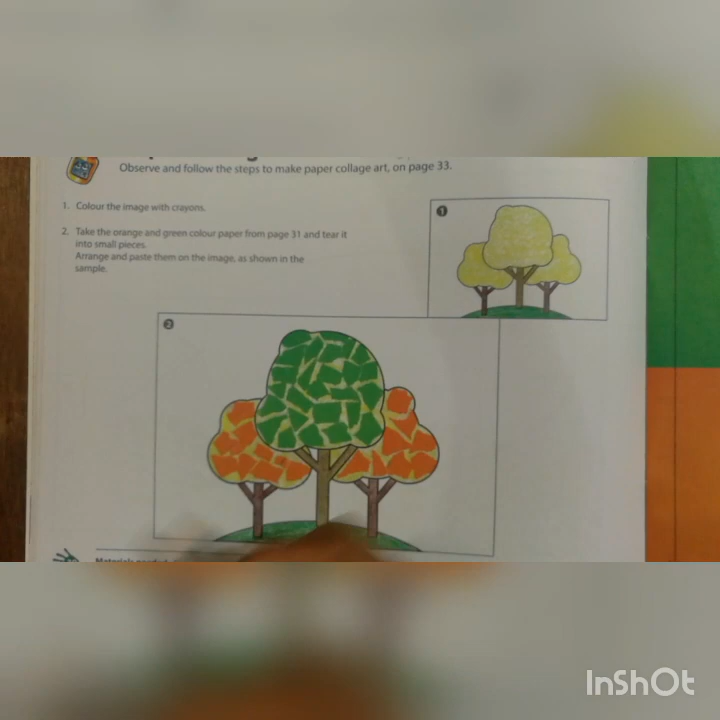 Observe and follow the steps to make paper collage art, on page 33.
1. Colour the image with crayons.
2. Take the orange and green colour paper from page 31 and tear it
into small pieces.
Arrange and paste them on the image, as shown in the
sample.
1
2
InShOt